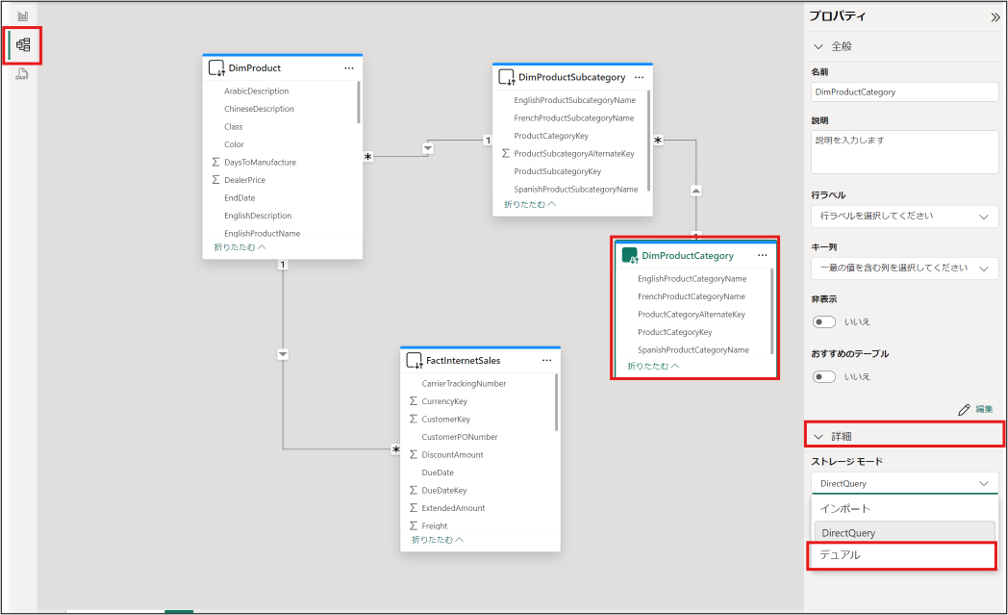 DimProduct
ArabicDescription
ChineseDescription
Class
Color
DaysToManufacture
DealerPrice
EndDate
EnglishDescription
EnglishProductName
折りたたむ
1
*
1
DimProductSubcategory
EnglishProductSubcategoryName
FrenchProductSubcategoryName
ProductCategoryKey
ProductSubcategoryAlternateKey
ProductSubcategoryKey
SpanishProductSubcategoryName
折りたたむ
*
1
DimProductCategory
EnglishProductCategoryName
FrenchProductCategoryName
ProductCategoryAlternateKey
ProductCategoryKey
SpanishProductCategoryName
折りたたむ
*
FactInternetSales
CarrierTrackingNumber
CurrencyKey
CustomerKey
CustomerPONumber
DiscountAmount
DueDate
DueDateKey
ExtendedAmount
Freight
折りたたむ
プロパティ
全般
名前
DimProductCategory
説明
説明を入力します
行ラベル
行ラベルを選択してください
キー列
一意の値を含む列を選択してください
非表示
いいえ
おすすめのテーブル
いいえ
編集
詳細
ストレージ モード
DirectQuery
インポート
DirectQuery
デュアル